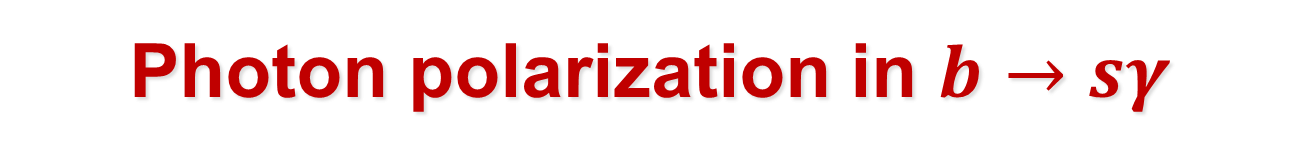 Photon polarization in b → sγ